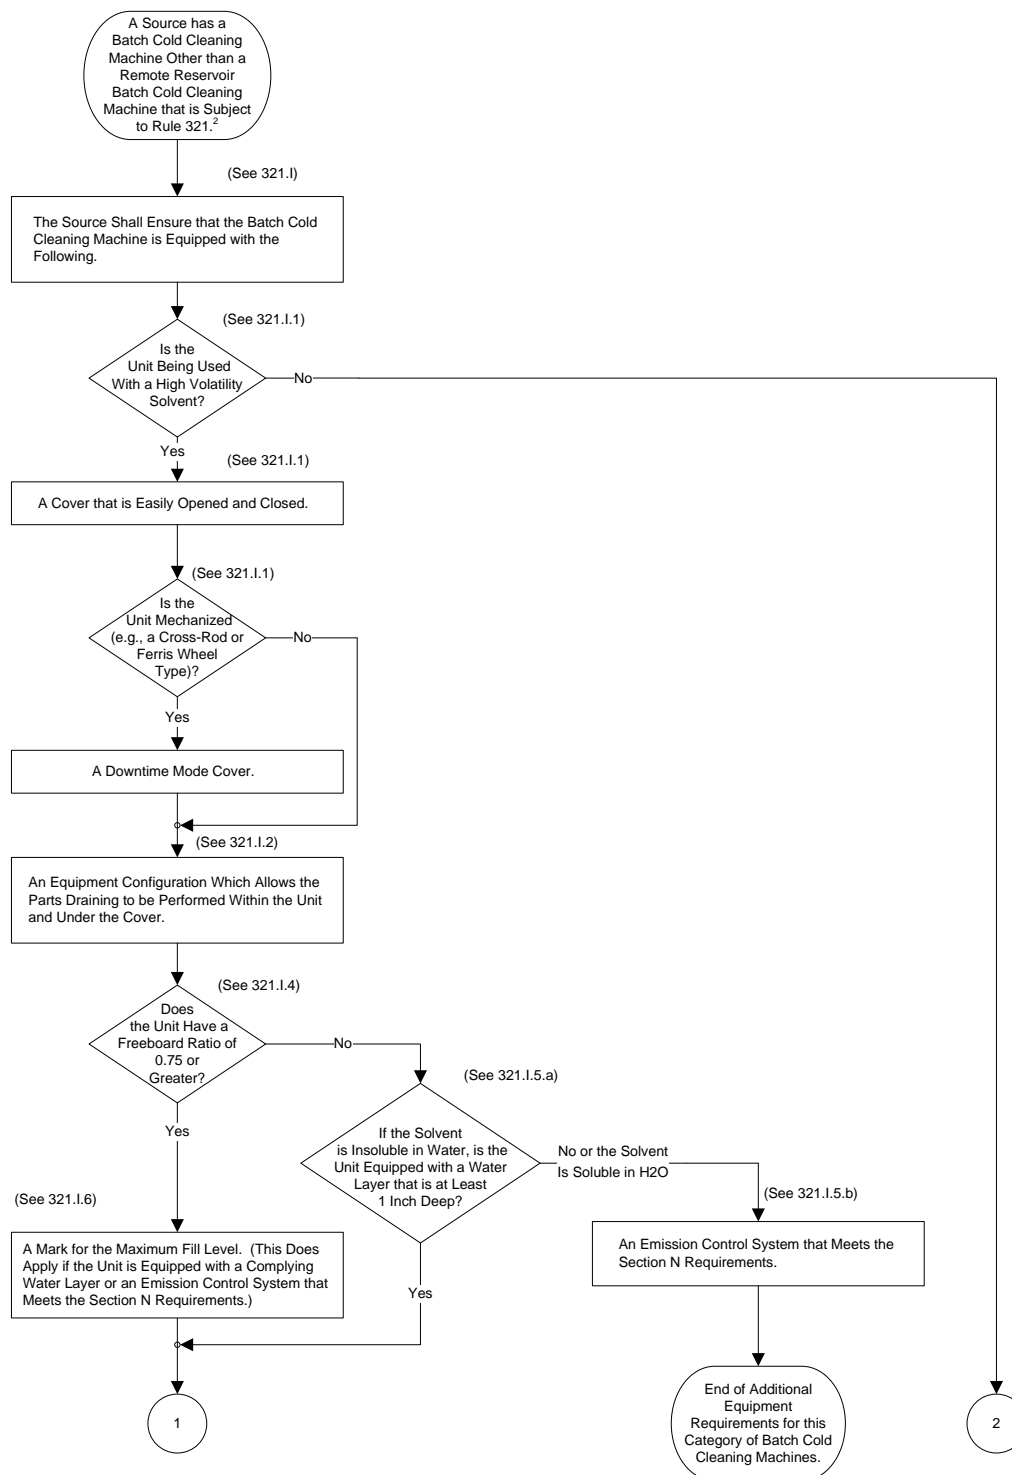 A Source has a
Batch Cold Cleaning
Machine Other than a
Remote Reservoir
Batch Cold Cleaning
Machine that is Subject
to Rule 321.2
(See 321.I)
The Source Shall Ensure that the Batch Cold
Cleaning Machine is Equipped with the
Following.
(See 321.I.1)
Is the
Unit Being Used
With a High Volatility
Solvent?
No
Yes
(See 321.I.1)
A Cover that is Easily Opened and Closed.
(See 321.I.1)
Is the
Unit Mechanized
(e.g., a Cross-Rod or
Ferris Wheel
Type)?
No
Yes
A Downtime Mode Cover.
(See 321.I.2)
An Equipment Configuration Which Allows the
Parts Draining to be Performed Within the Unit
and Under the Cover.
(See 321.I.4)
Does
the Unit Have a
Freeboard Ratio of
0.75 or
Greater?
No
Yes
(See 321.I.5.a)
If the Solvent
is Insoluble in Water, is the
Unit Equipped with a Water
Layer that is at Least
1 Inch Deep?
No or the Solvent
Is Soluble in H2O
Yes
(See 321.I.5.b)
An Emission Control System that Meets the
Section N Requirements.
(See 321.I.6)
A Mark for the Maximum Fill Level. (This Does
Apply if the Unit is Equipped with a Complying
Water Layer or an Emission Control System that
Meets the Section N Requirements.)
1
End of Additional
Equipment
Requirements for this
Category of Batch Cold
Cleaning Machines.
2